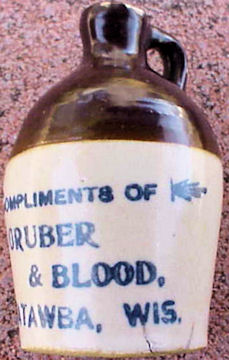 OMPLIMENTS OF
RUBER
& BLOOD,
TAWBA, WIS.